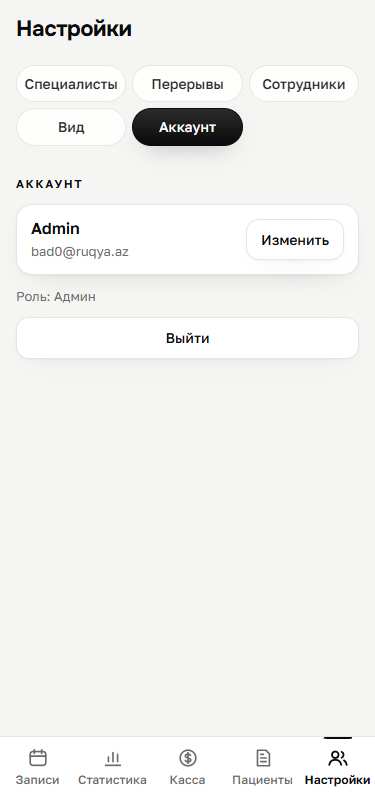 Настройки
Специалисты Перерывы Сотрудники
Вид Аккаунт
АККАУНТ
Admin
bad0@ruqya.az
Изменить
Роль: Админ
Выйти
Записи Статистика Касса Пациенты Настройки